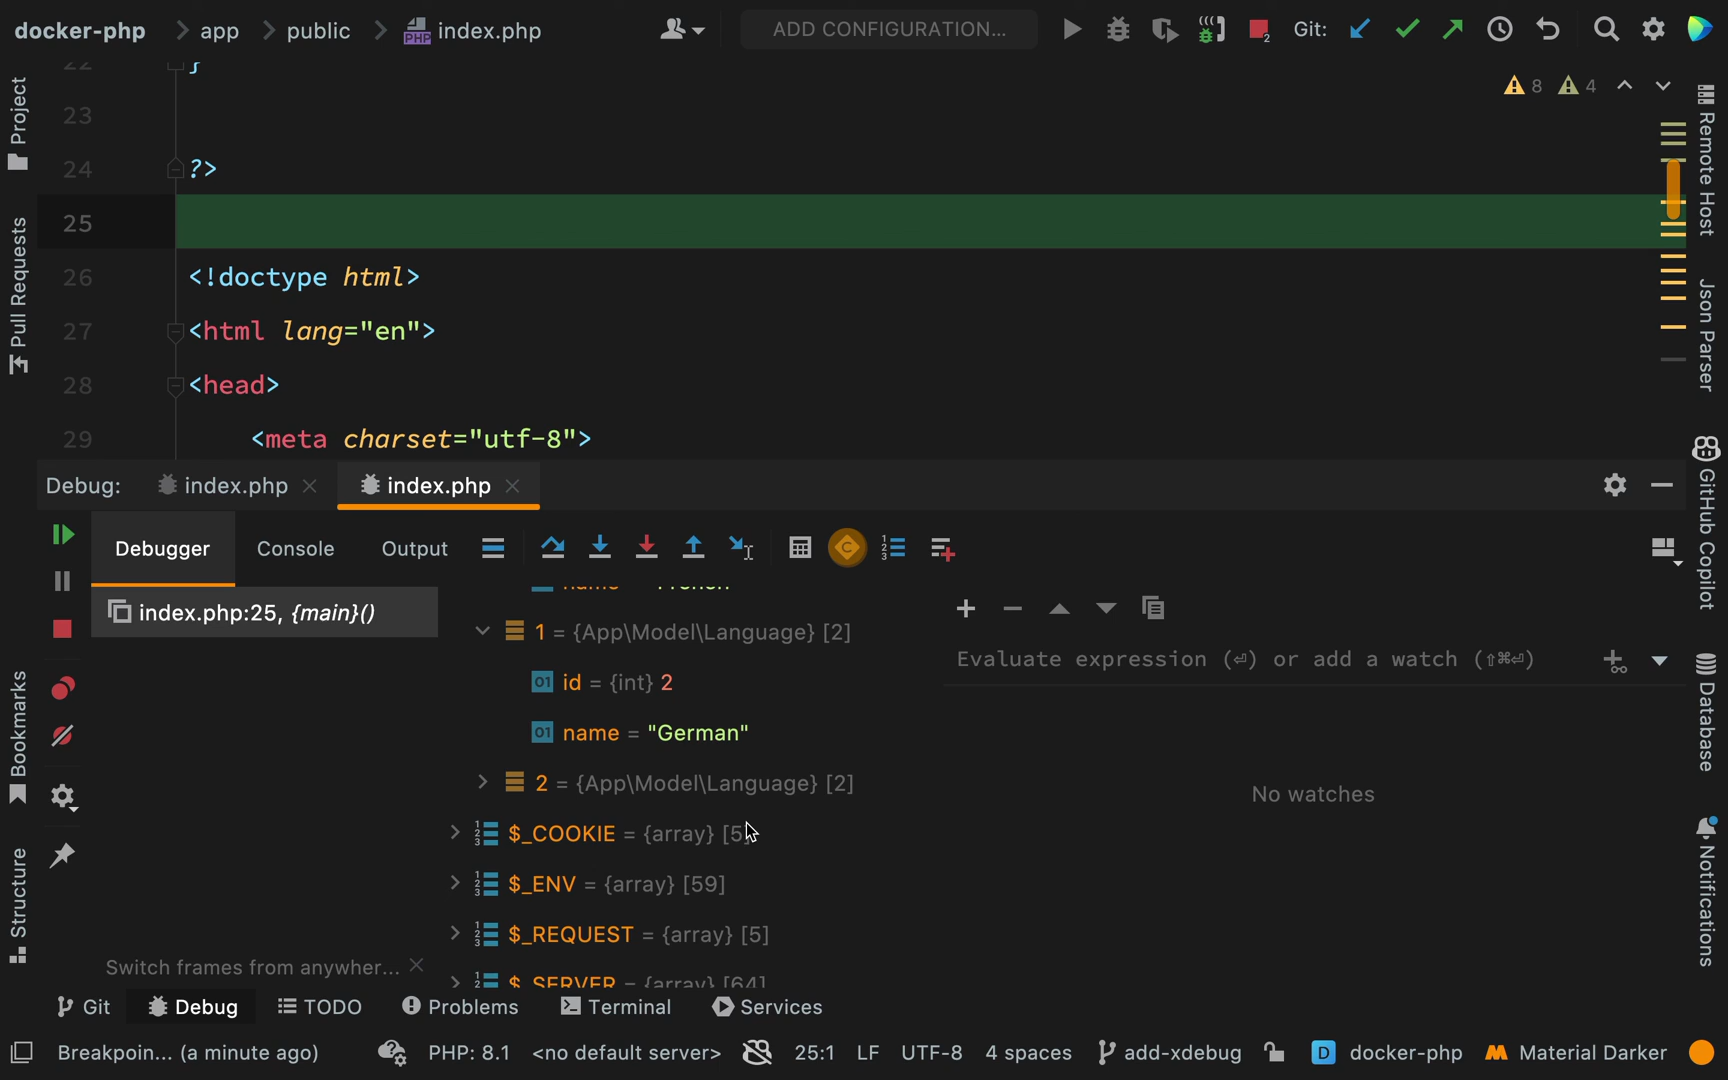 docker-php app public index.php ADD CONFIGURATION... Git:
8 4
22 }
23
24 ?>
25
26 <!doctype html>
27 <html lang="en">
28 <head>
29 <meta charset="utf-8">
Project
Pull Requests
Bookmarks
Structure
Remote Host
Json Parser
GitHub Copilot
Database
Notifications
Debug: index.php index.php
Debugger Console Output
index.php:25, {main}()
name = "French"
1 = {App\Model\Language} [2]
id = {int} 2
name = "German"
2 = {App\Model\Language} [2]
$_COOKIE = {array} [5]
$_ENV = {array} [59]
$_REQUEST = {array} [5]
$_SERVER = {array} [64]
Evaluate expression (⏎) or add a watch (⇧⌘⏎)
No watches
Switch frames from anywher...
Git Debug TODO Problems Terminal Services
Breakpoin... (a minute ago) PHP: 8.1 <no default server> 25:1 LF UTF-8 4 spaces add-xdebug D docker-php Material Darker